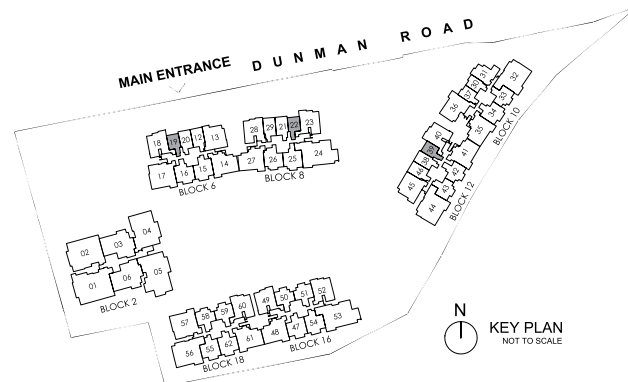 DUNMAN ROAD
MAIN ENTRANCE
18 19 20 12 13
17 16 15 14
BLOCK 6
28 29 21 22 23
27 26 25 24
BLOCK 8
31 32
30
37 33
36 34
35
BLOCK 10
40
39 41
38
46 42
45 43
44
BLOCK 12
02 03 04
01 06 05
BLOCK 2
57 58 59 60
56 55 62 61
BLOCK 18
49 50 51 52
48 47 54 53
BLOCK 16
N
KEY PLAN
NOT TO SCALE